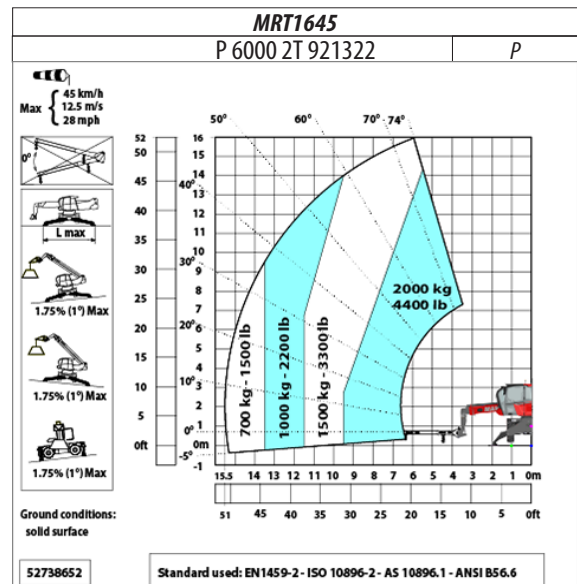 MRT1645
P 6000 2T 921322 P
Max 45 km/h
12.5 m/s
28 mph
0°
L max
1.75% (1°) Max
1.75% (1°) Max
1.75% (1°) Max
Ground conditions:
solid surface
52738652
50° 60° 70° 74°
40°
30°
20°
10°
0°
-5°
52
50
45
40
35
30
25
20
15
10
5
0ft
16
15
14
13
12
11
10
9
8
7
6
5
4
3
2
1
0m
-1
700 kg - 1500 lb
1000 kg - 2200 lb
1500 kg - 3300 lb
2000 kg
4400 lb
15.5 14 13 12 11 10 9 8 7 6 5 4 3 2 1 0m
51 45 40 35 30 25 20 15 10 5 0ft
Standard used: EN1459-2 - ISO 10896-2 - AS 10896.1 - ANSI B56.6